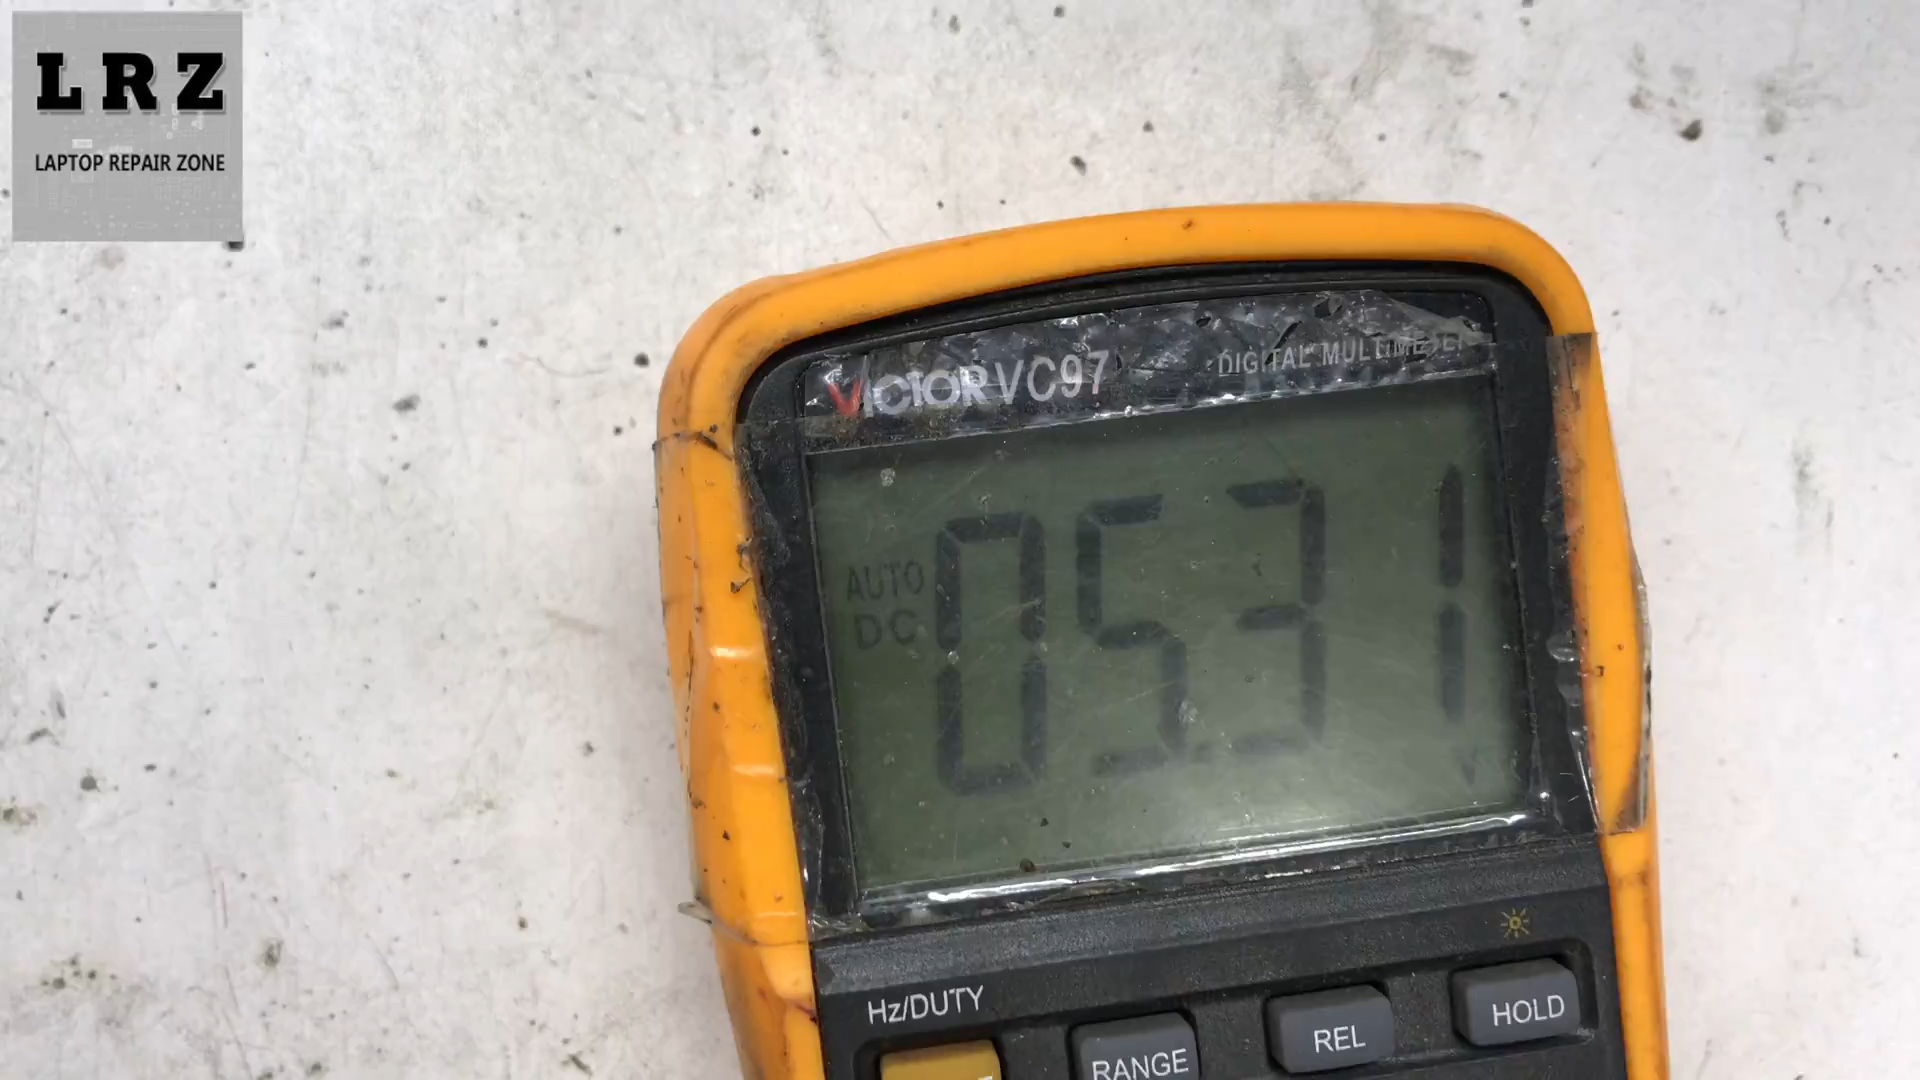 LRZ
LAPTOP REPAIR ZONE
VICTOR VC97
DIGITAL MULTIMETER
AUTO
DC
05.31
V
Hz/DUTY
RANGE
REL
HOLD